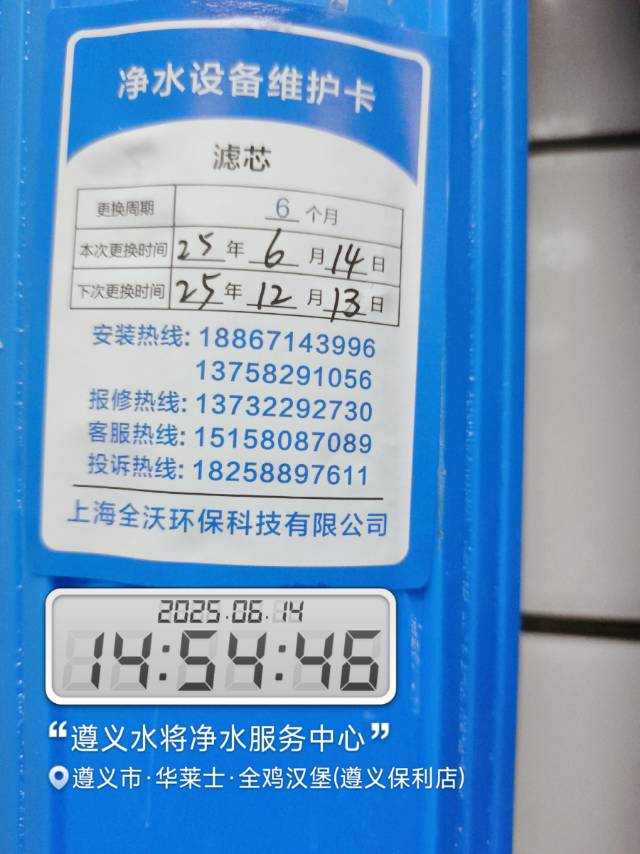 净水设备维护卡
滤芯
更换周期 6 个月
本次更换时间 25 年 6 月 14 日
下次更换时间 25 年 12 月 13 日
安装热线: 18867143996
13758291056
报修热线: 13732292730
客服热线: 15158087089
投诉热线: 18258897611
上海全沃环保科技有限公司
2025.06.14
14:54:46
“遵义水将净水服务中心”
遵义市·华莱士·全鸡汉堡(遵义保利店)